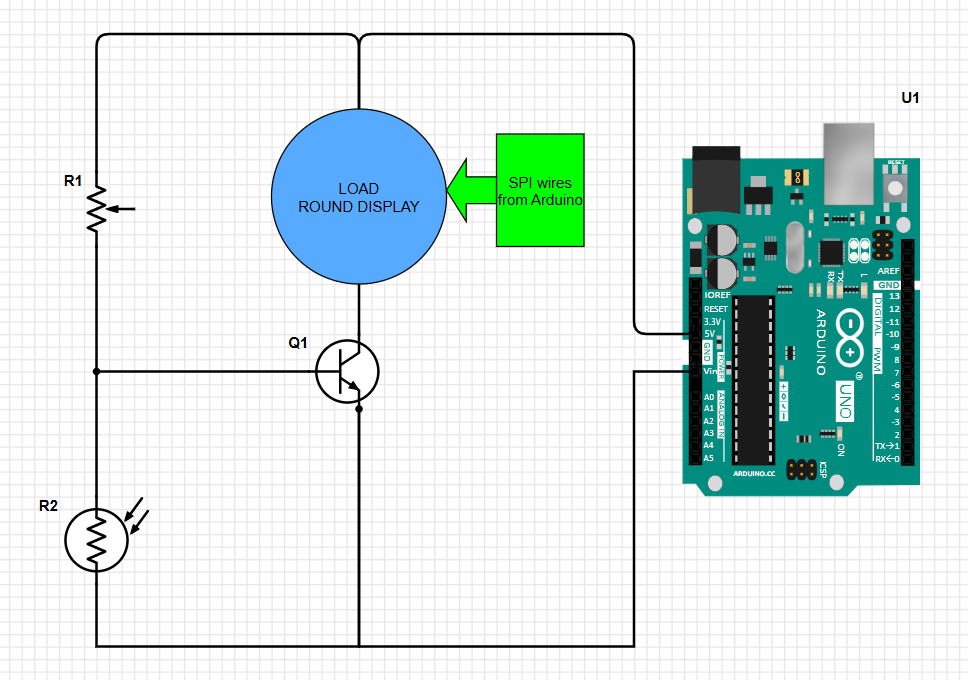 U1
R1
LOAD
ROUND DISPLAY
SPI wires
from Arduino
Q1
R2
RESET
AREF
GND
IOREF
RESET
3.3V
5V
GND
Vin
POWER
A0
A1
A2
A3
A4
A5
ANALOG IN
RX
TX
L
13
12
-11
-10
-9
-8
7
-6
-5
4
-3
2
TX→1
RX←0
DIGITAL PWM
ARDUINO
UNO
ON
ICSP
ARDUINO.CC